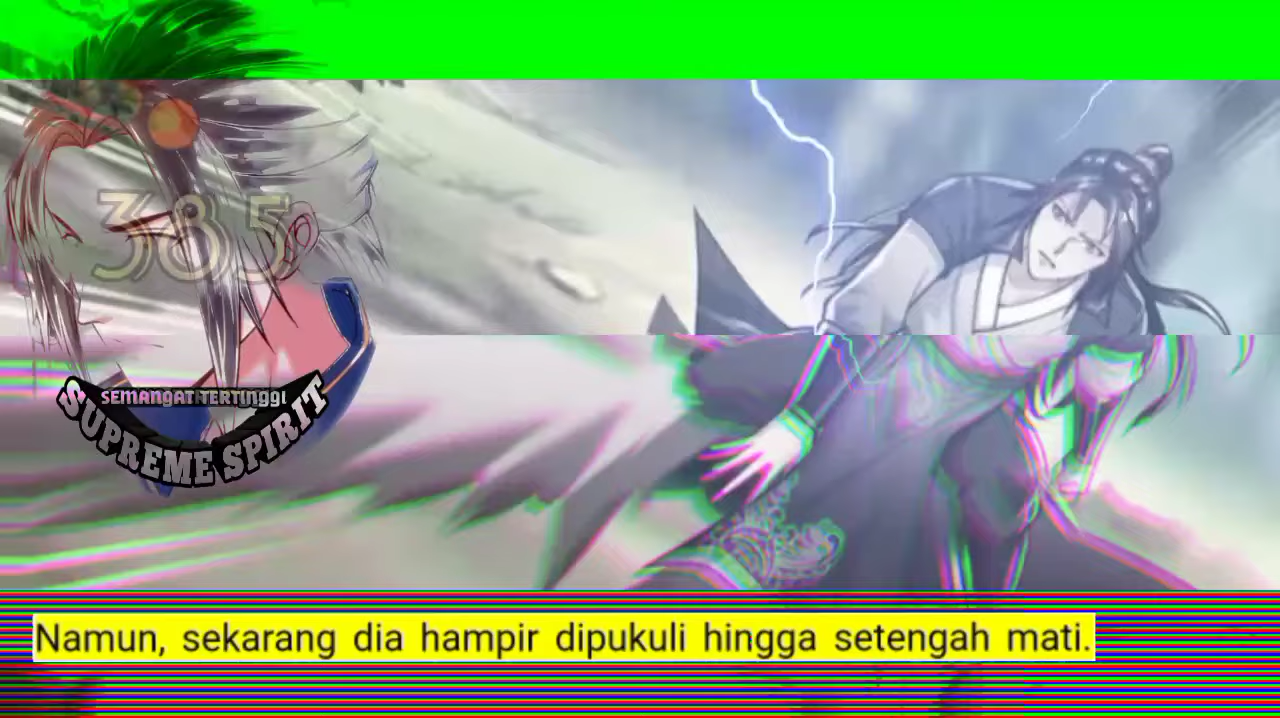 385
SEMANGAT TERTINGGI
SUPREME SPIRIT
Namun, sekarang dia hampir dipukuli hingga setengah mati.